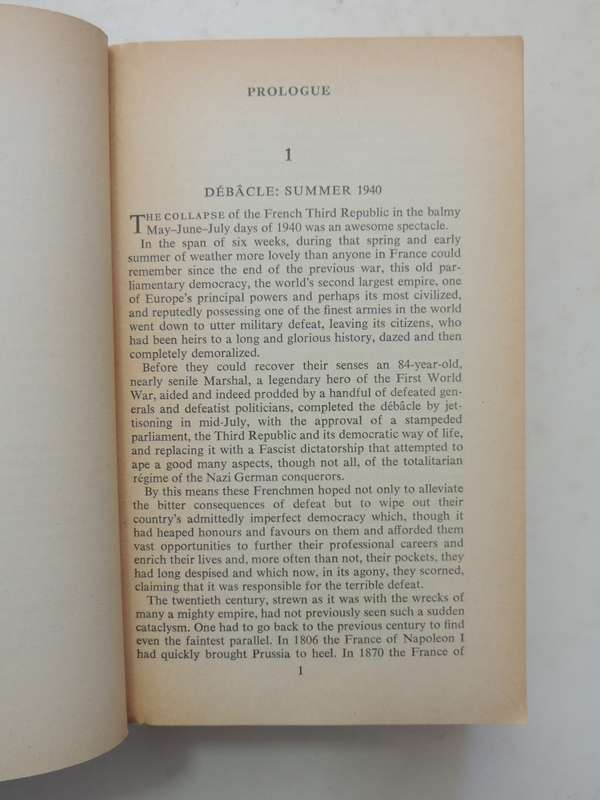 PROLOGUE
1
DÉBÂCLE: SUMMER 1940
THE COLLAPSE of the French Third Republic in the balmy
May–June–July days of 1940 was an awesome spectacle.
In the span of six weeks, during that spring and early
summer of weather more lovely than anyone in France could
remember since the end of the previous war, this old par-
liamentary democracy, the world's second largest empire, one
of Europe's principal powers and perhaps its most civilized,
and reputedly possessing one of the finest armies in the world
went down to utter military defeat, leaving its citizens, who
had been heirs to a long and glorious history, dazed and then
completely demoralized.
Before they could recover their senses an 84-year-old,
nearly senile Marshal, a legendary hero of the First World
War, aided and indeed prodded by a handful of defeated gen-
erals and defeatist politicians, completed the débâcle by jet-
tisoning in mid-July, with the approval of a stampeded
parliament, the Third Republic and its democratic way of life,
and replacing it with a Fascist dictatorship that attempted to
ape a good many aspects, though not all, of the totalitarian
régime of the Nazi German conquerors.
By this means these Frenchmen hoped not only to alleviate
the bitter consequences of defeat but to wipe out their
country's admittedly imperfect democracy which, though it
had heaped honours and favours on them and afforded them
vast opportunities to further their professional careers and
enrich their lives and, more often than not, their pockets, they
had long despised and which now, in its agony, they scorned,
claiming that it was responsible for the terrible defeat.
The twentieth century, strewn as it was with the wrecks of
many a mighty empire, had not previously seen such a sudden
cataclysm. One had to go back to the previous century to find
even the faintest parallel. In 1806 the France of Napoleon I
had quickly brought Prussia to heel. In 1870 the France of
1